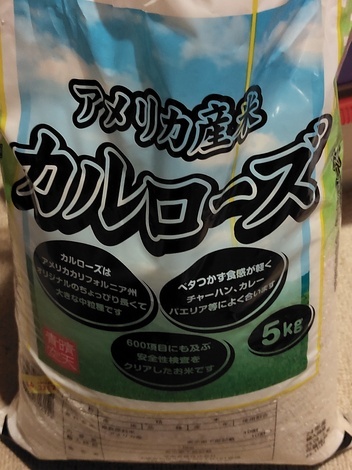 アメリカ産米
カルローズ
カルローズは
アメリカカリフォルニア州
オリジナルのちょっぴり長くて
大きな中粒種です
ベタつかず食感が軽く
チャーハン、カレー
パエリア等によく合います
600項目にも及ぶ
安全性検査を
クリアしたお米です
5kg